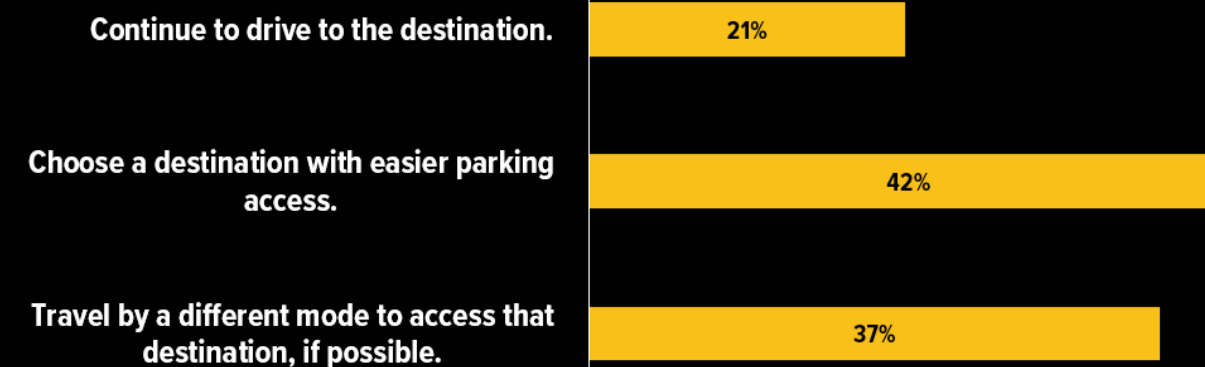 Continue to drive to the destination.
21%
Choose a destination with easier parking
access.
42%
Travel by a different mode to access that
destination, if possible.
37%